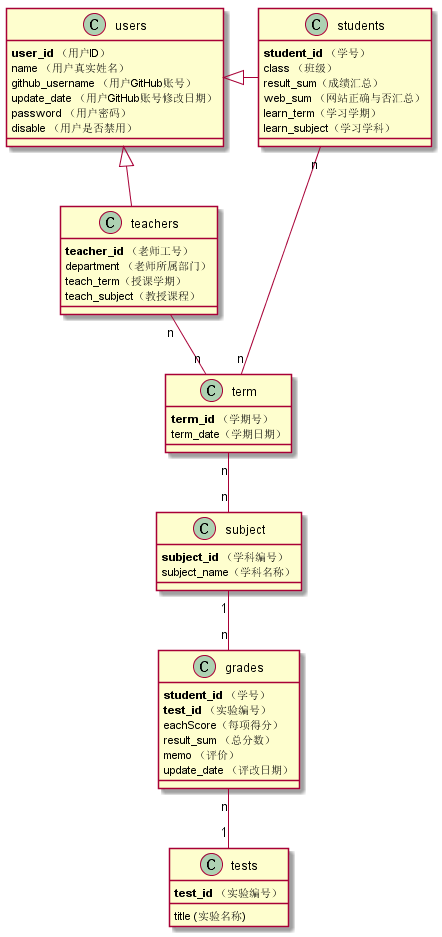 C users
user_id （用户ID）
name （用户真实姓名）
github_username （用户GitHub账号）
update_date （用户GitHub账号修改日期）
password （用户密码）
disable （用户是否禁用）
C students
student_id （学号）
class （班级）
result_sum（成绩汇总）
web_sum （网站正确与否汇总）
learn_term（学习学期）
learn_subject（学习学科）
n
C teachers
teacher_id （老师工号）
department （老师所属部门）
teach_term（授课学期）
teach_subject（教授课程）
n
n
n
C term
term_id （学期号）
term_date（学期日期）
n
n
C subject
subject_id （学科编号）
subject_name（学科名称）
1
n
C grades
student_id （学号）
test_id （实验编号）
eachScore（每项得分）
result_sum （总分数）
memo （评价）
update_date （评改日期）
n
1
C tests
test_id （实验编号）
title (实验名称)